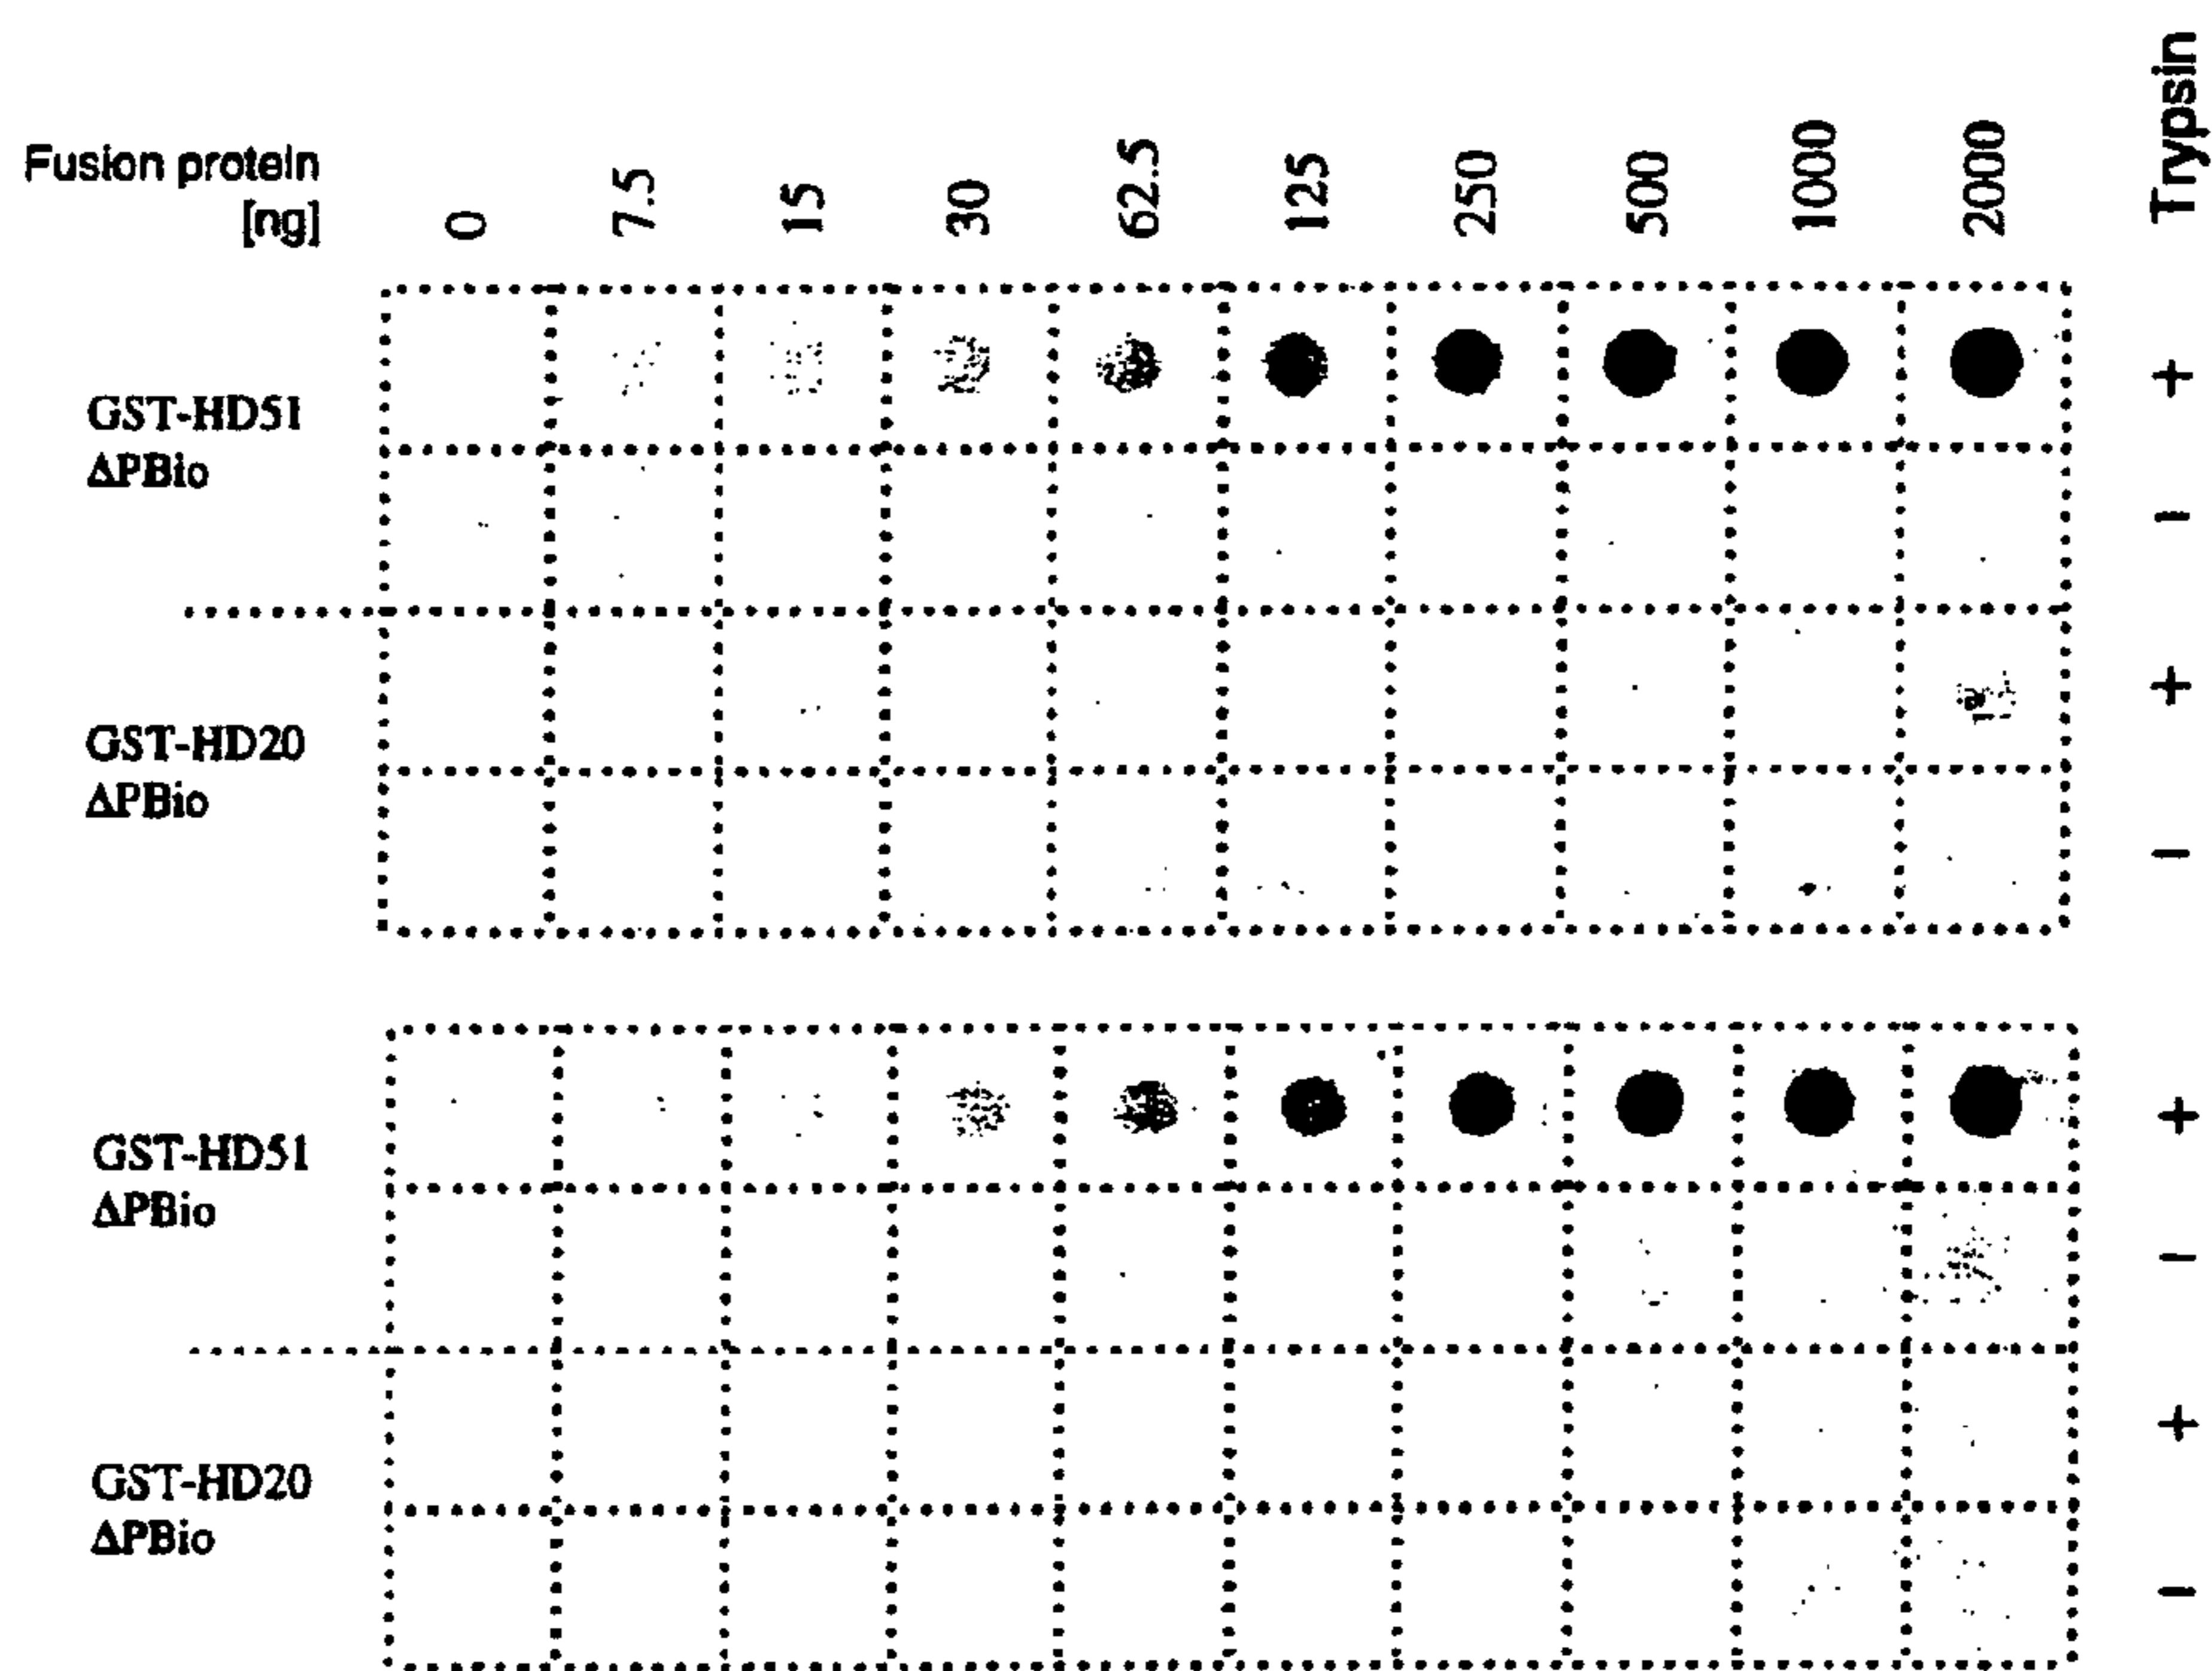 Trypsin
Fusion protein
[ng]
0 7.5 15 30 62.5 125 250 500 1000 2000
GST-HD51
ΔPBio
+
−
GST-HD20
ΔPBio
+
−
GST-HD51
ΔPBio
+
−
GST-HD20
ΔPBio
+
−